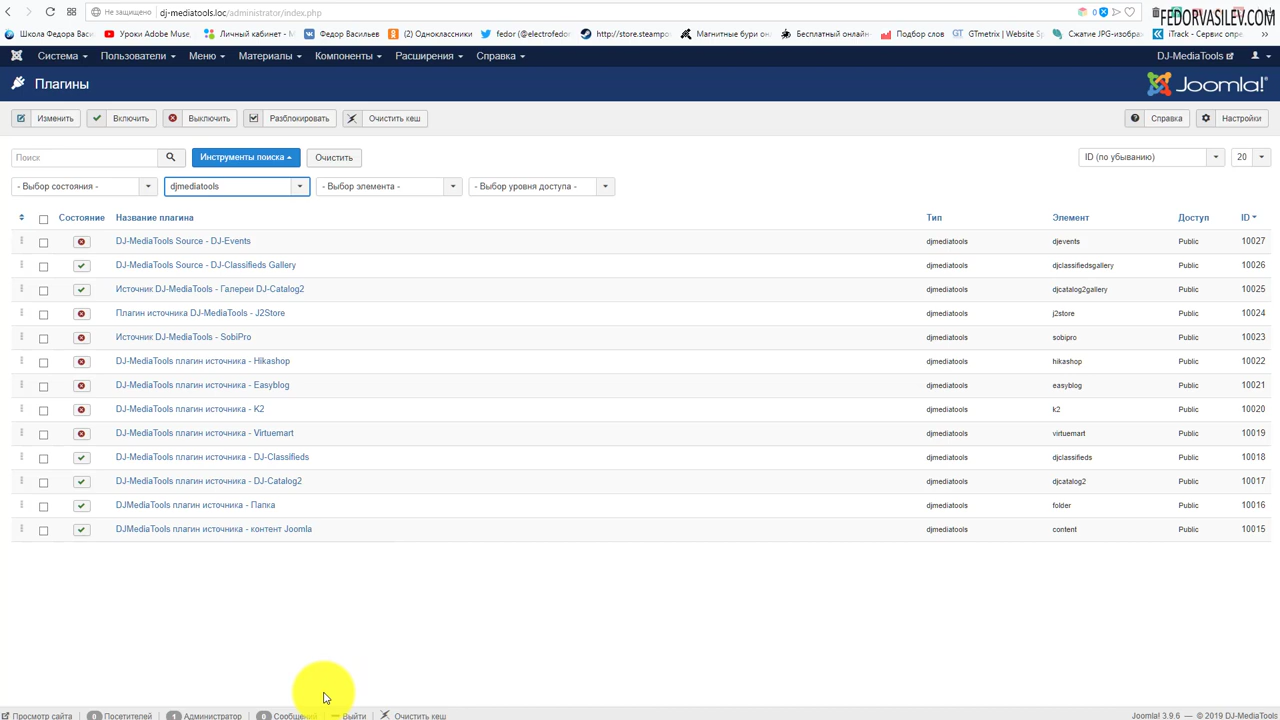 Не защищено dj-mediatools.loc/administrator/index.php
0
FEDORVASILEV.COM
Школа Федора Васи Уроки Adobe Muse, Личный кабинет - М Федор Васильев (2) Одноклассники fedor (@electrofedor http://store.steampo Магнитные бури он Бесплатный онлайн Подбор слов GTmetrix | Website S Сжатие JPG-изобра iTrack - Сервис опре
Система Пользователи Меню Материалы Компоненты Расширения Справка DJ-MediaTools
Плагины Joomla!
Изменить Включить Выключить Разблокировать Очистить кеш Справка Настройки
Поиск Инструменты поиска Очистить ID (по убыванию) 20
- Выбор состояния - djmediatools - Выбор элемента - - Выбор уровня доступа -
Состояние Название плагина Тип Элемент Доступ ID
DJ-MediaTools Source - DJ-Events djmediatools djevents Public 10027
DJ-MediaTools Source - DJ-Classifieds Gallery djmediatools djclassifiedsgallery Public 10026
Источник DJ-MediaTools - Галереи DJ-Catalog2 djmediatools djcatalog2gallery Public 10025
Плагин источника DJ-MediaTools - J2Store djmediatools j2store Public 10024
Источник DJ-MediaTools - SobiPro djmediatools sobipro Public 10023
DJ-MediaTools плагин источника - Hikashop djmediatools hikashop Public 10022
DJ-MediaTools плагин источника - Easyblog djmediatools easyblog Public 10021
DJ-MediaTools плагин источника - K2 djmediatools k2 Public 10020
DJ-MediaTools плагин источника - Virtuemart djmediatools virtuemart Public 10019
DJ-MediaTools плагин источника - DJ-Classifieds djmediatools djclassifieds Public 10018
DJ-MediaTools плагин источника - DJ-Catalog2 djmediatools djcatalog2 Public 10017
DJMediaTools плагин источника - Папка djmediatools folder Public 10016
DJMediaTools плагин источника - контент Joomla djmediatools content Public 10015
Просмотр сайта 0 Посетителей 1 Администратор 0 Сообщений Выйти Очистить кеш Joomla! 3.9.6 — © 2019 DJ-MediaTools